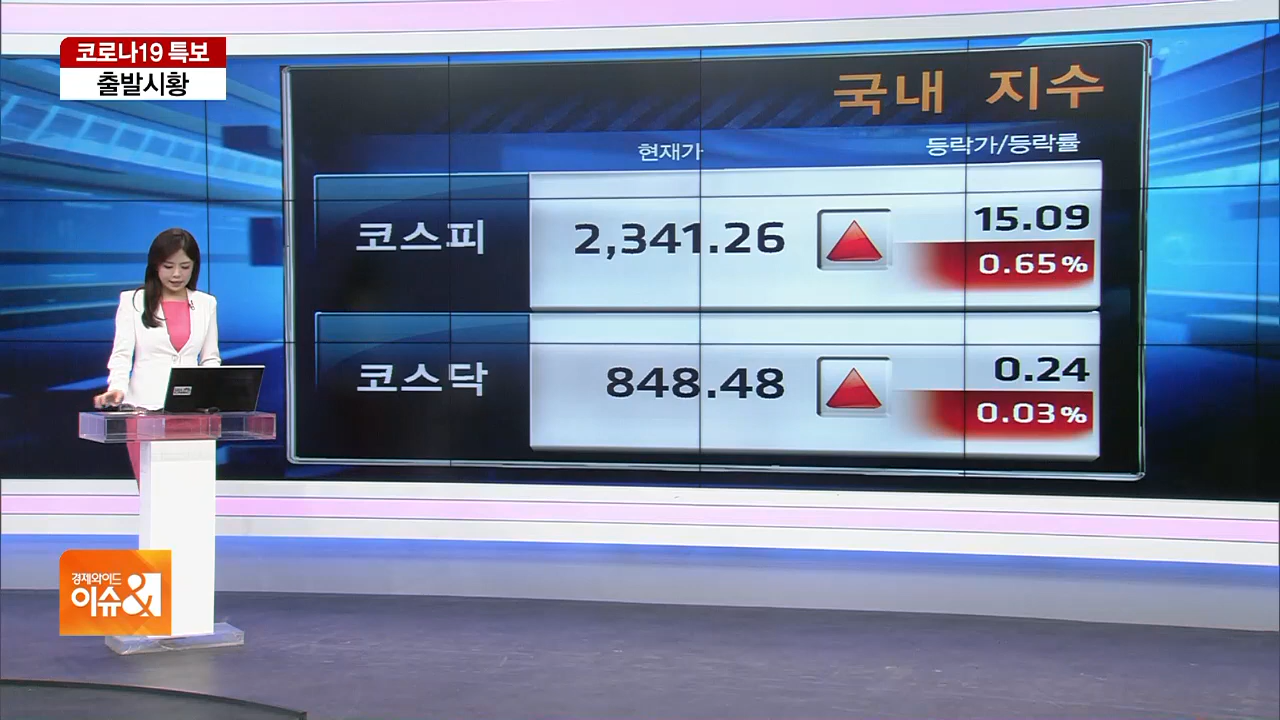 코로나19 특보
출발시황
국내 지수
현재가 등락가/등락률
코스피 2,341.26 15.09
0.65%
코스닥 848.48 0.24
0.03%
경제와이드
이슈&